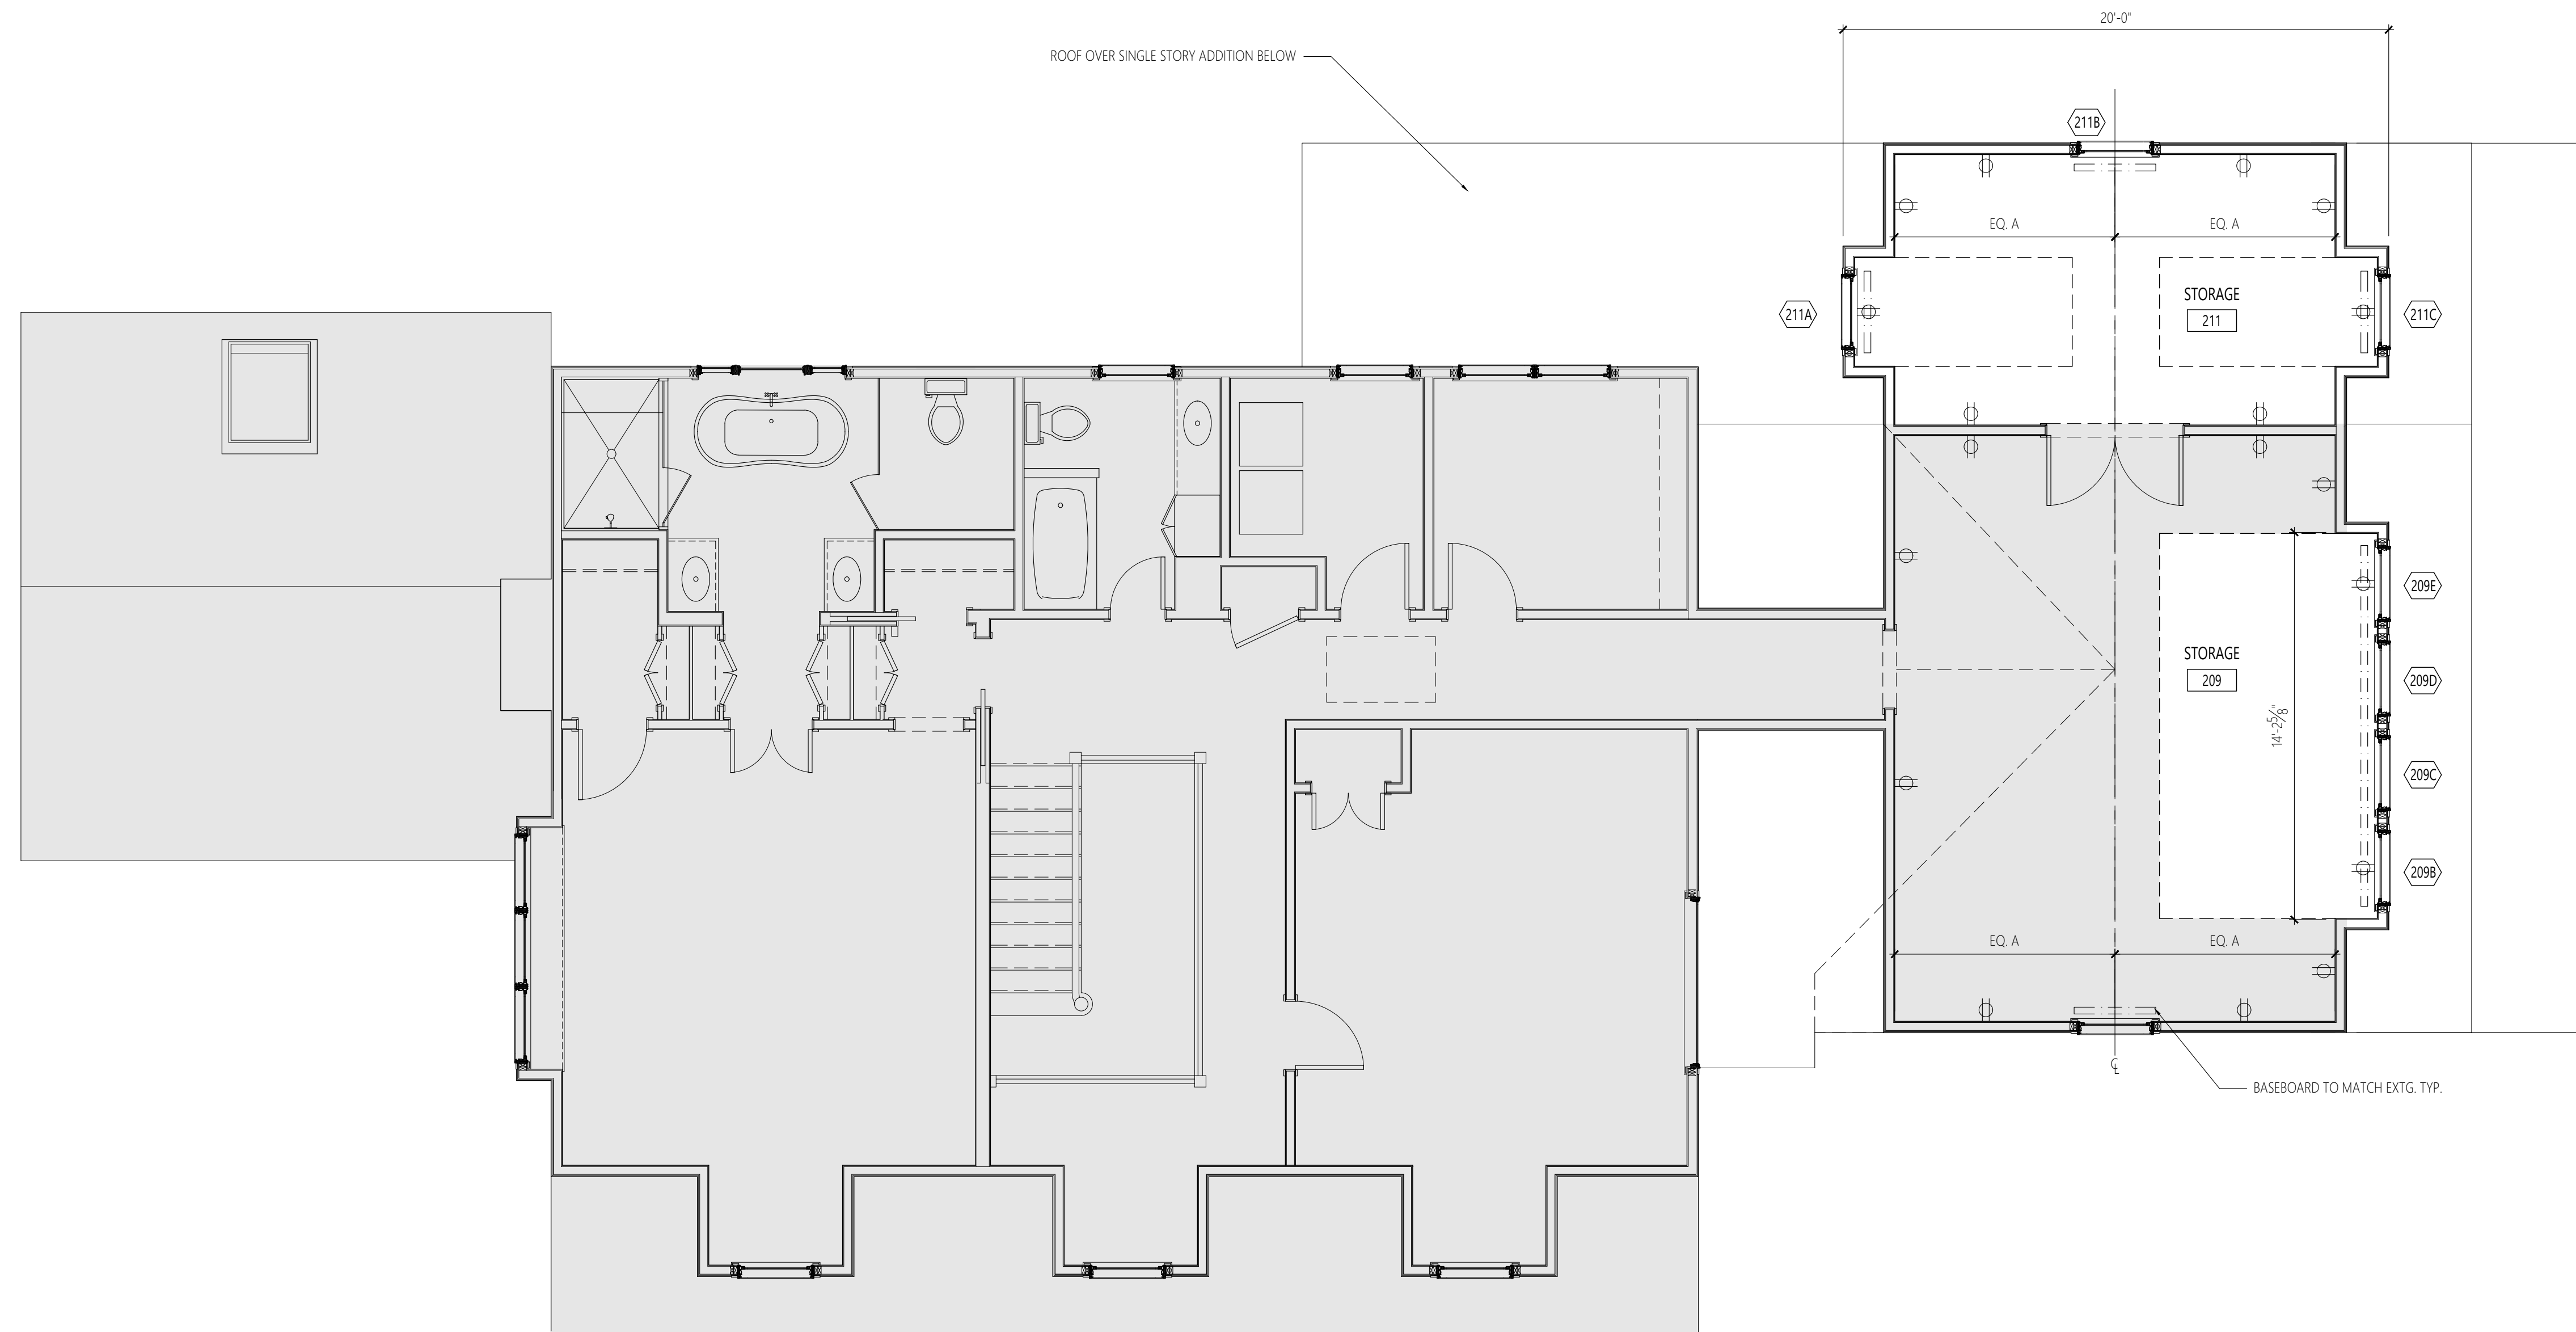 20'-0"
ROOF OVER SINGLE STORY ADDITION BELOW
211B
EQ. A
EQ. A
STORAGE
211
211A
211C
209E
STORAGE
209
209D
14'-2 5/8"
209C
209B
EQ. A
EQ. A
℄
BASEBOARD TO MATCH EXTG. TYP.